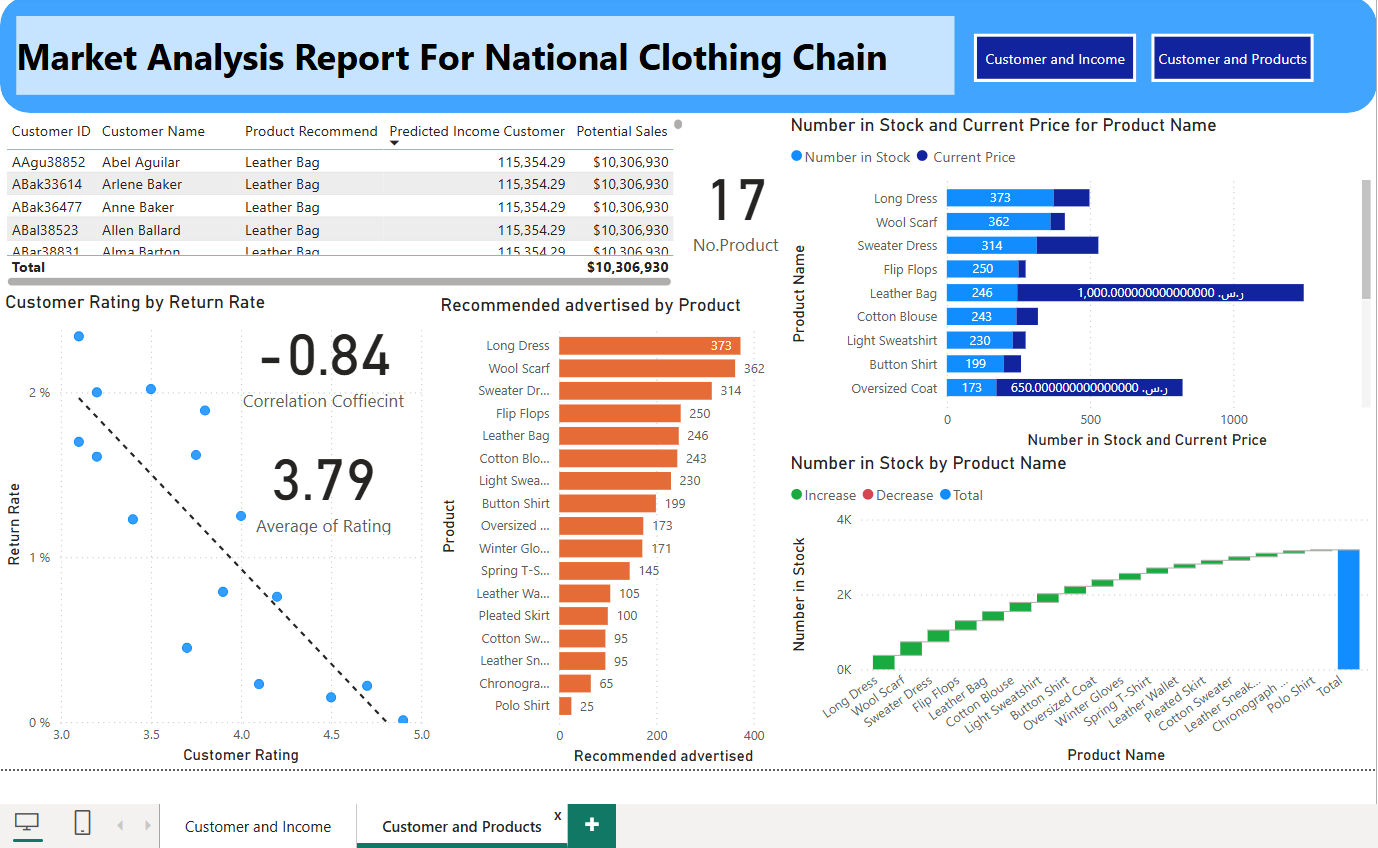 Market Analysis Report For National Clothing Chain
Customer and Income
Customer and Products
Customer ID Customer Name Product Recommend Predicted Income Customer Potential Sales
AAgu38852 Abel Aguilar Leather Bag 115,354.29 $10,306,930
ABak33614 Arlene Baker Leather Bag 115,354.29 $10,306,930
ABak36477 Anne Baker Leather Bag 115,354.29 $10,306,930
ABal38523 Allen Ballard Leather Bag 115,354.29 $10,306,930
ABar38831 Alma Barton Leather Bag 115,354.29 $10,306,930
Total $10,306,930
17
No.Product
Number in Stock and Current Price for Product Name
Number in Stock Current Price
Product Name
Long Dress 373
Wool Scarf 362
Sweater Dress 314
Flip Flops 250
Leather Bag 246 ر.س. 1,000.000000000000000
Cotton Blouse 243
Light Sweatshirt 230
Button Shirt 199
Oversized Coat 173 ر.س. 650.000000000000000
0 500 1000
Number in Stock and Current Price
Customer Rating by Return Rate
-0.84
Correlation Coffiecint
3.79
Average of Rating
Return Rate
2 %
1 %
0 %
3.0 3.5 4.0 4.5 5.0
Customer Rating
Recommended advertised by Product
Product
Long Dress 373
Wool Scarf 362
Sweater Dr... 314
Flip Flops 250
Leather Bag 246
Cotton Blo... 243
Light Swea... 230
Button Shirt 199
Oversized ... 173
Winter Glo... 171
Spring T-S... 145
Leather Wa... 105
Pleated Skirt 100
Cotton Sw... 95
Leather Sn... 95
Chronogra... 65
Polo Shirt 25
0 200 400
Recommended advertised
Number in Stock by Product Name
Increase Decrease Total
Number in Stock
4K
2K
0K
Long Dress
Wool Scarf
Sweater Dress
Flip Flops
Leather Bag
Cotton Blouse
Light Sweatshirt
Button Shirt
Oversized Coat
Winter Gloves
Spring T-Shirt
Leather Wallet
Pleated Skirt
Cotton Sweater
Leather Sneak...
Chronograph ...
Polo Shirt
Total
Product Name
Customer and Income
Customer and Products
x
+